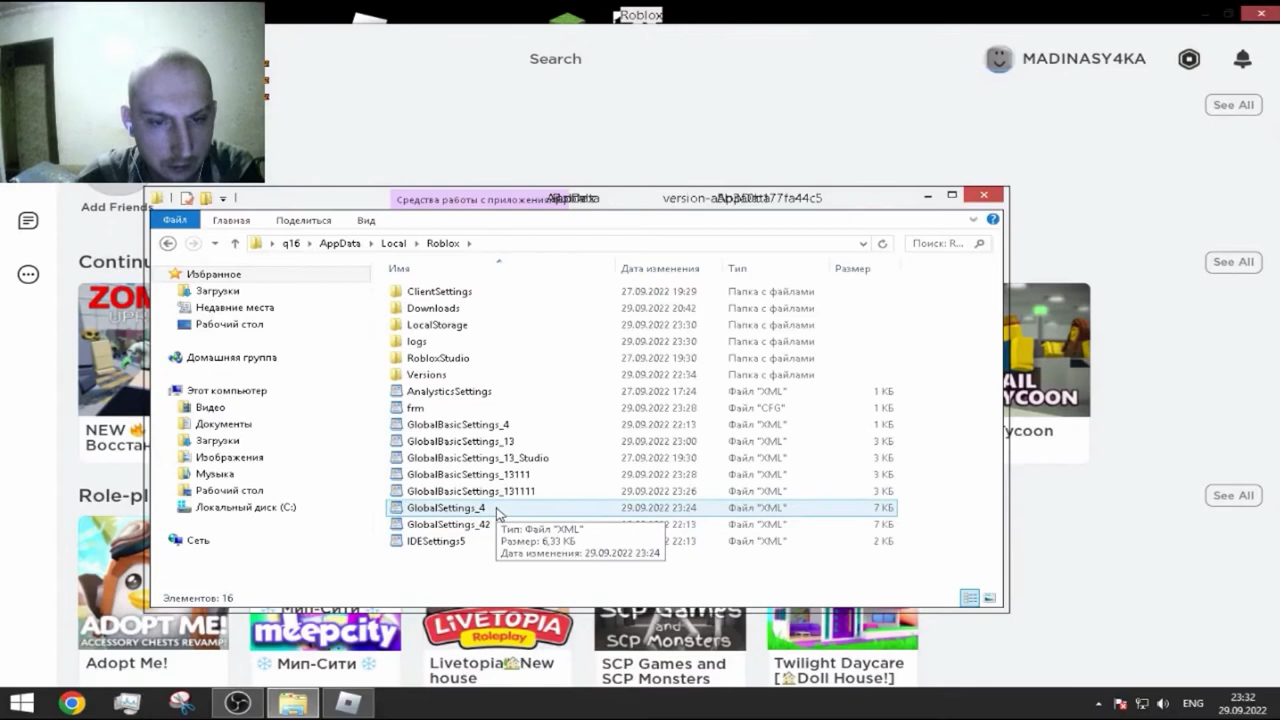 Roblox
Search
MADINASY4KA
See All
Add Friends
Средства работы с приложениями
Файл
Главная
Поделиться
Вид
q16
AppData
Local
Roblox
Поиск: R...
Избранное
Загрузки
Недавние места
Рабочий стол
Домашняя группа
Этот компьютер
Видео
Документы
Загрузки
Изображения
Музыка
Рабочий стол
Локальный диск (C:)
Сеть
Имя Дата изменения Тип Размер
ClientSettings 27.09.2022 19:29 Папка с файлами
Downloads 29.09.2022 20:42 Папка с файлами
LocalStorage 29.09.2022 23:30 Папка с файлами
logs 29.09.2022 23:30 Папка с файлами
RobloxStudio 27.09.2022 19:30 Папка с файлами
Versions 29.09.2022 22:34 Папка с файлами
AnalysticsSettings 27.09.2022 17:24 Файл "XML" 1 КБ
frm 29.09.2022 23:28 Файл "CFG" 1 КБ
GlobalBasicSettings_4 29.09.2022 22:13 Файл "XML" 1 КБ
GlobalBasicSettings_13 29.09.2022 23:00 Файл "XML" 3 КБ
GlobalBasicSettings_13_Studio 27.09.2022 19:30 Файл "XML" 3 КБ
GlobalBasicSettings_13111 29.09.2022 23:28 Файл "XML" 3 КБ
GlobalBasicSettings_131111 29.09.2022 23:26 Файл "XML" 3 КБ
GlobalSettings_4 29.09.2022 23:24 Файл "XML" 7 КБ
GlobalSettings_42 22:13 Файл "XML" 7 КБ
IDESettings5 22:13 Файл "XML" 2 КБ
Тип: Файл "XML"
Размер: 6,33 КБ
Дата изменения: 29.09.2022 23:24
Элементов: 16
See All
NEW
Восстан
Tycoon
See All
Role-pl
ADOPT ME!
ACCESSORY CHESTS REVAMP!
meepcity
LIVETOPIA
Roleplay
SCP Games
and
SCP Monsters
Adopt Me!
Мип-Сити
Livetopia New
house
SCP Games and
SCP Monsters
Twilight Daycare
[Doll House!]
ENG
23:32
29.09.2022